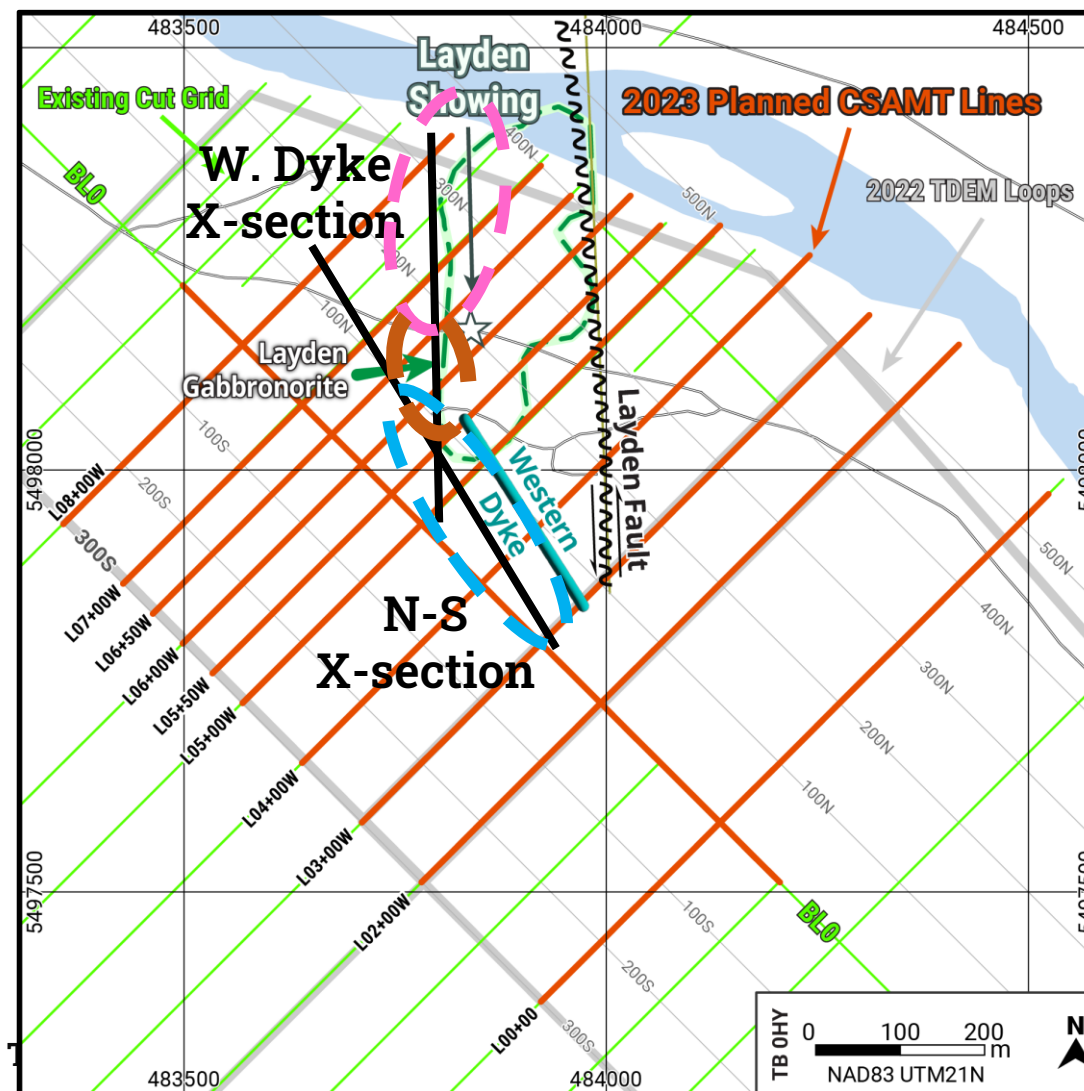 483500
484000
484500
Layden
Showing
Existing Cut Grid
2023 Planned CSAMT Lines
400N
W. Dyke
X-section
BL0
2022 TDEM Loops
300N
500N
100N
Layden
Gabbronorite
Layden Fault
100S
Western
Dyke
5498000
200S
L08+00W
300S
500N
L07+00W
N-S
X-section
400N
L06+50W
L06+00W
300N
L05+50W
L05+00W
200N
L04+00W
100N
L03+00W
5497500
L02+00W
100S
BL0
200S
L00+00
300S
TB 0HY
0 100 200
m
N
NAD83 UTM21N
483500
484000